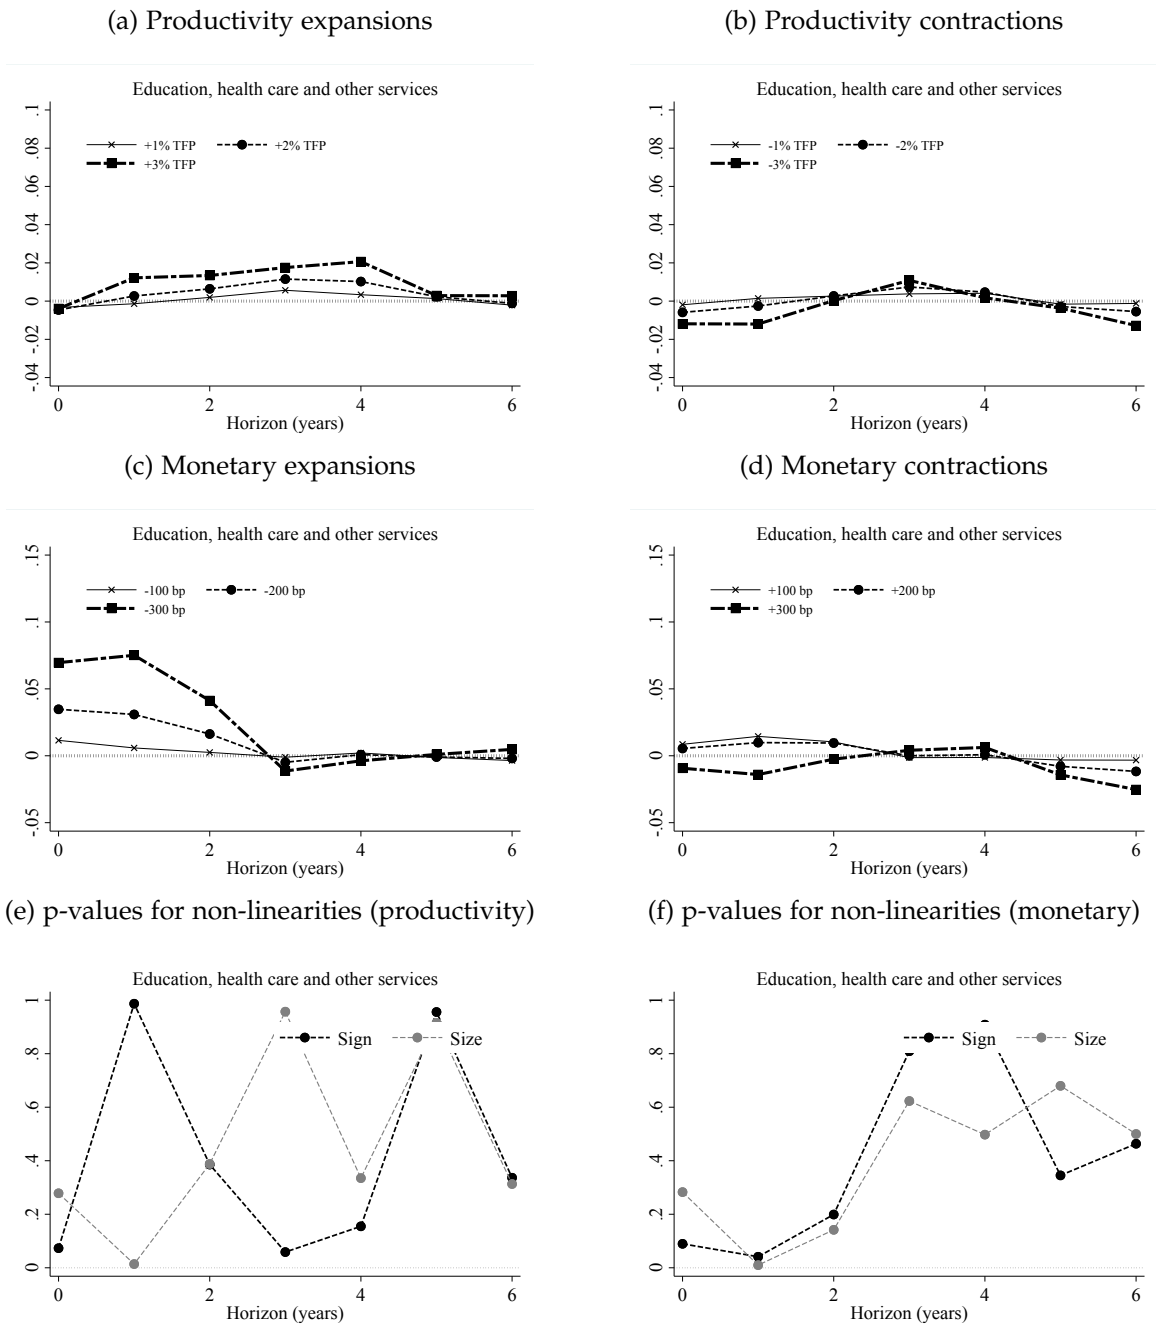 (a) Productivity expansions
(b) Productivity contractions
Education, health care and other services
.1
.08
.06
.04
.02
0
-.02
-.04
+1% TFP
+2% TFP
+3% TFP
0 2 4 6
Horizon (years)
Education, health care and other services
.1
.08
.06
.04
.02
0
-.02
-.04
-1% TFP
-2% TFP
-3% TFP
0 2 4 6
Horizon (years)
(c) Monetary expansions
(d) Monetary contractions
Education, health care and other services
.15
.1
.05
0
-.05
-100 bp
-200 bp
-300 bp
0 2 4 6
Horizon (years)
Education, health care and other services
.15
.1
.05
0
-.05
+100 bp
+200 bp
+300 bp
0 2 4 6
Horizon (years)
(e) p-values for non-linearities (productivity)
(f) p-values for non-linearities (monetary)
Education, health care and other services
1
.8
.6
.4
.2
0
Sign
Size
0 2 4 6
Horizon (years)
Education, health care and other services
1
.8
.6
.4
.2
0
Sign
Size
0 2 4 6
Horizon (years)